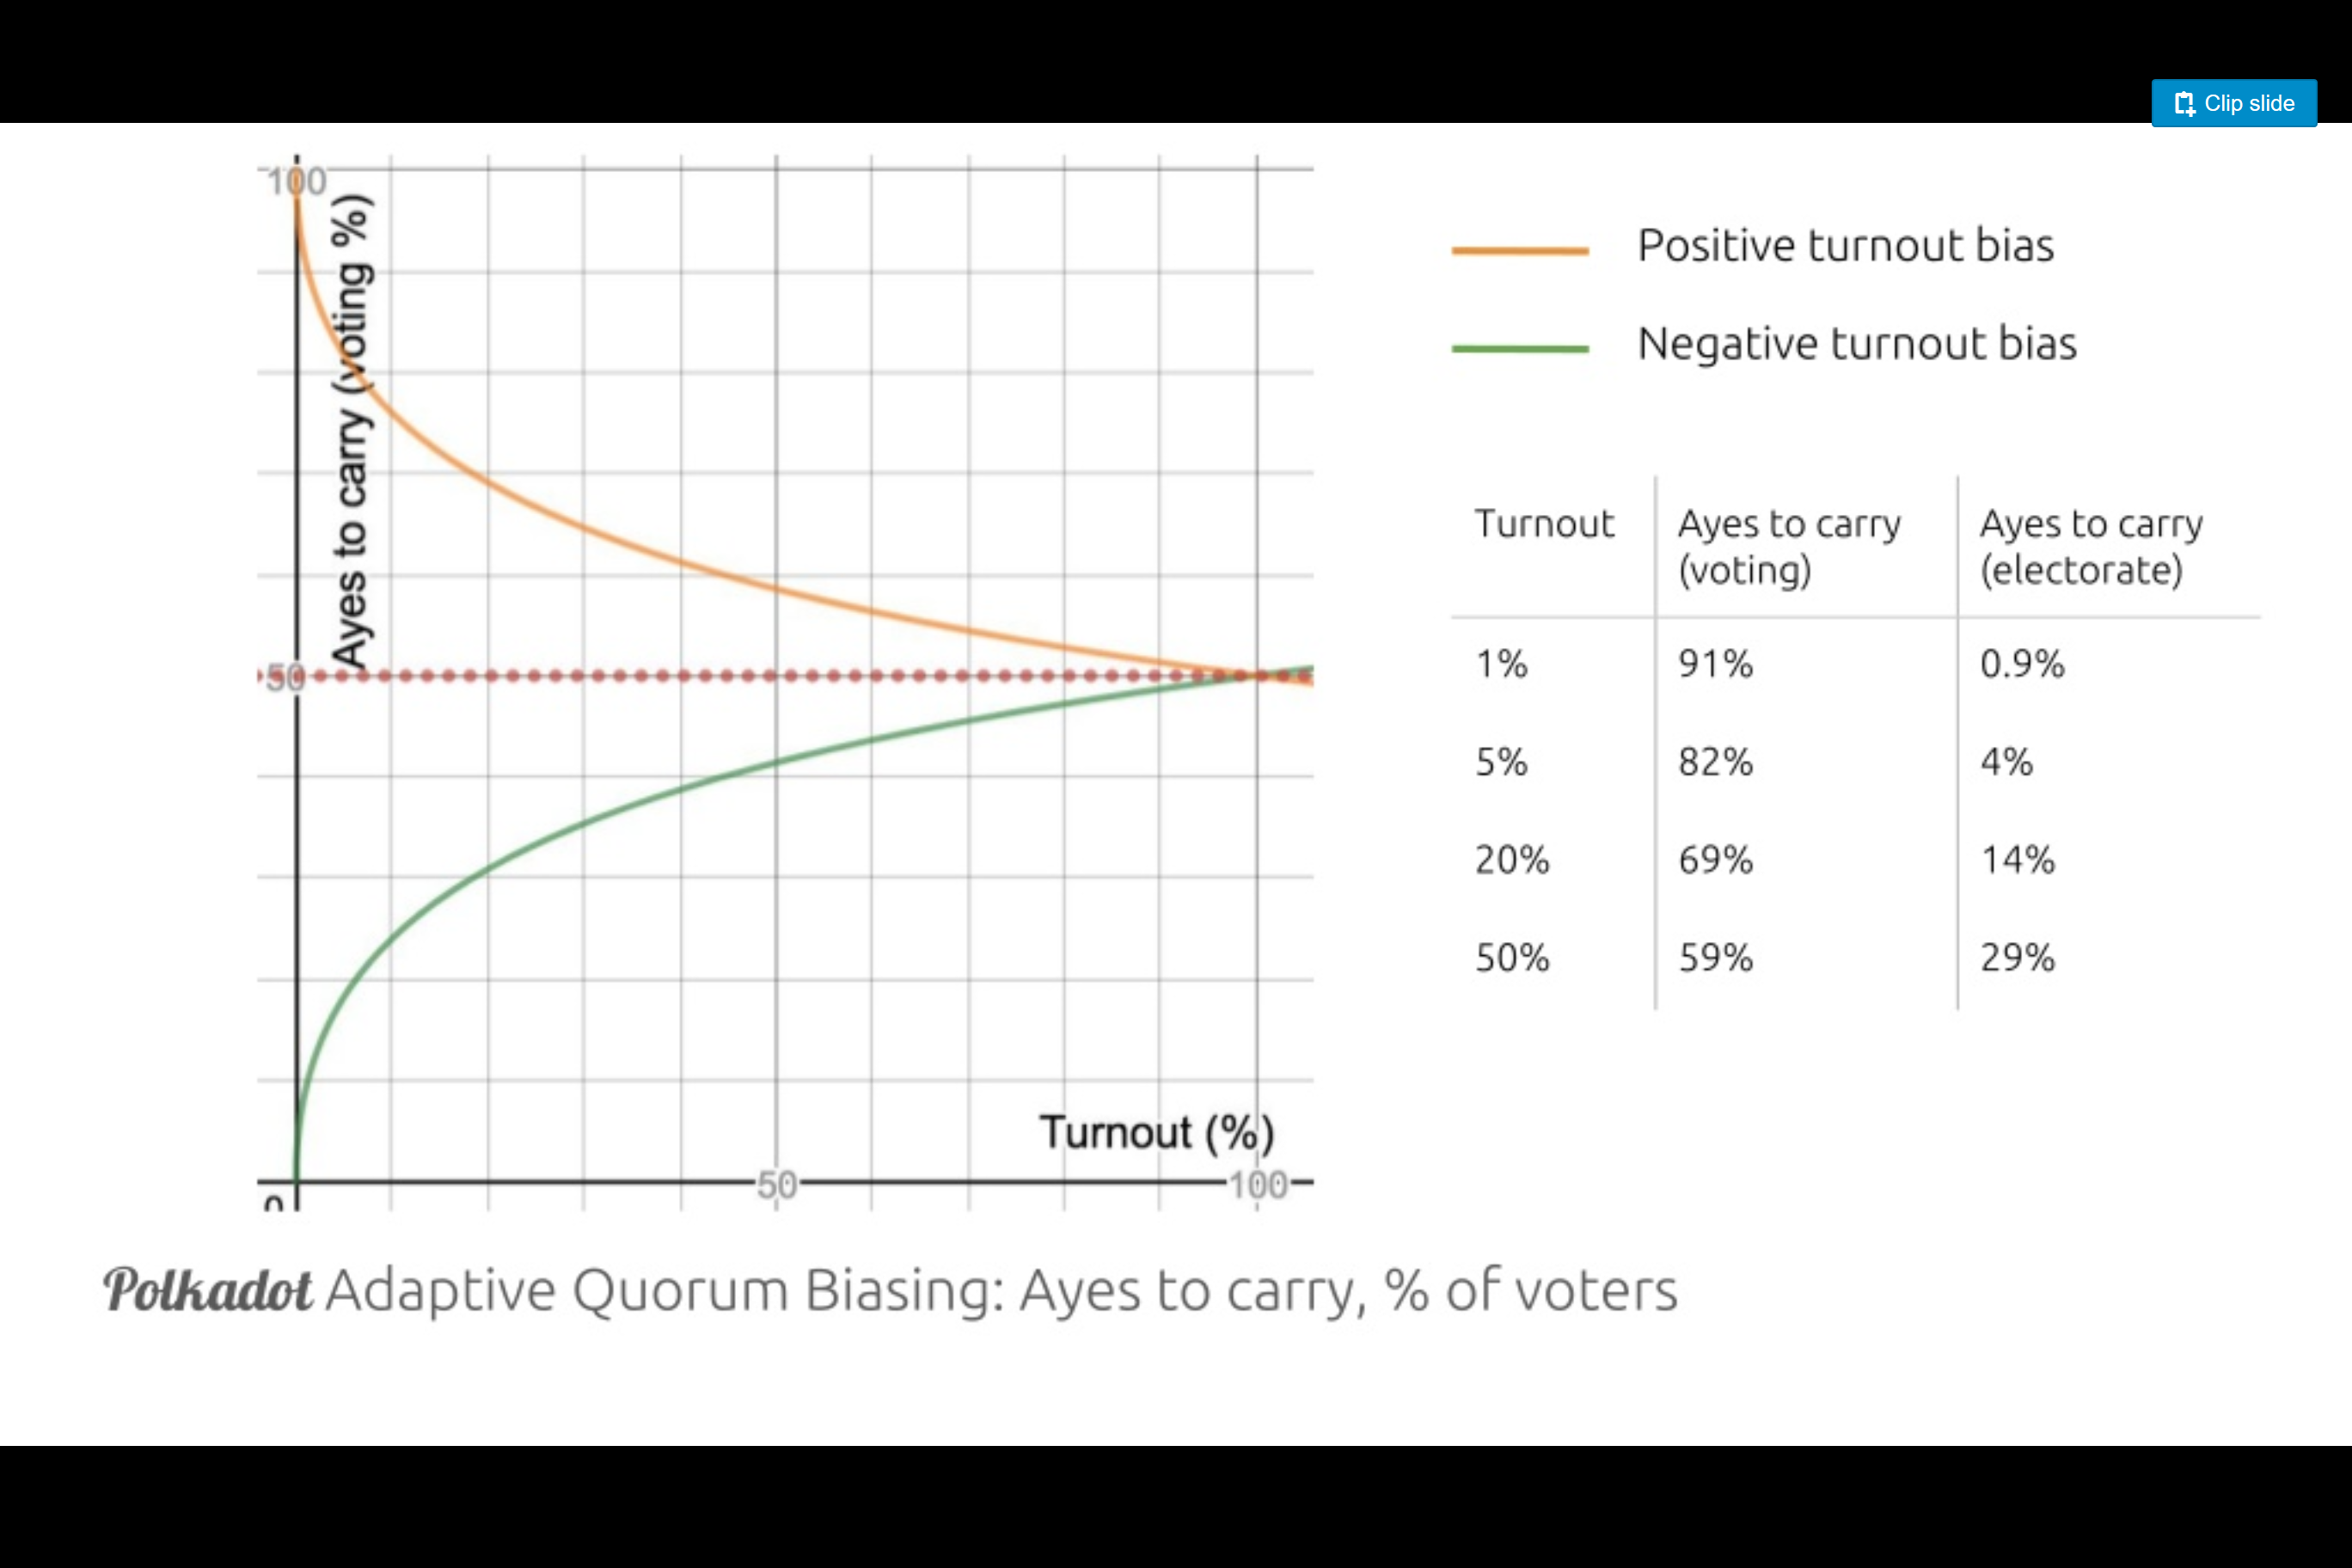 Clip slide
100
Ayes to carry (voting %)
50
Turnout (%)
50
100
Positive turnout bias
Negative turnout bias
Turnout
Ayes to carry (voting)
Ayes to carry (electorate)
1% 91% 0.9%
5% 82% 4%
20% 69% 14%
50% 59% 29%
Polkadot Adaptive Quorum Biasing: Ayes to carry, % of voters